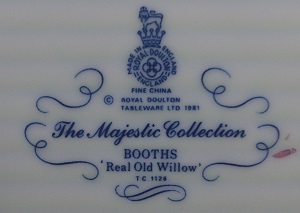 MADE IN ENGLAND
ROYAL DOULTON
ENGLAND
FINE CHINA
© ROYAL DOULTON
TABLEWARE LTD 1981
The Majestic Collection
BOOTHS
'Real Old Willow'
TC 1126